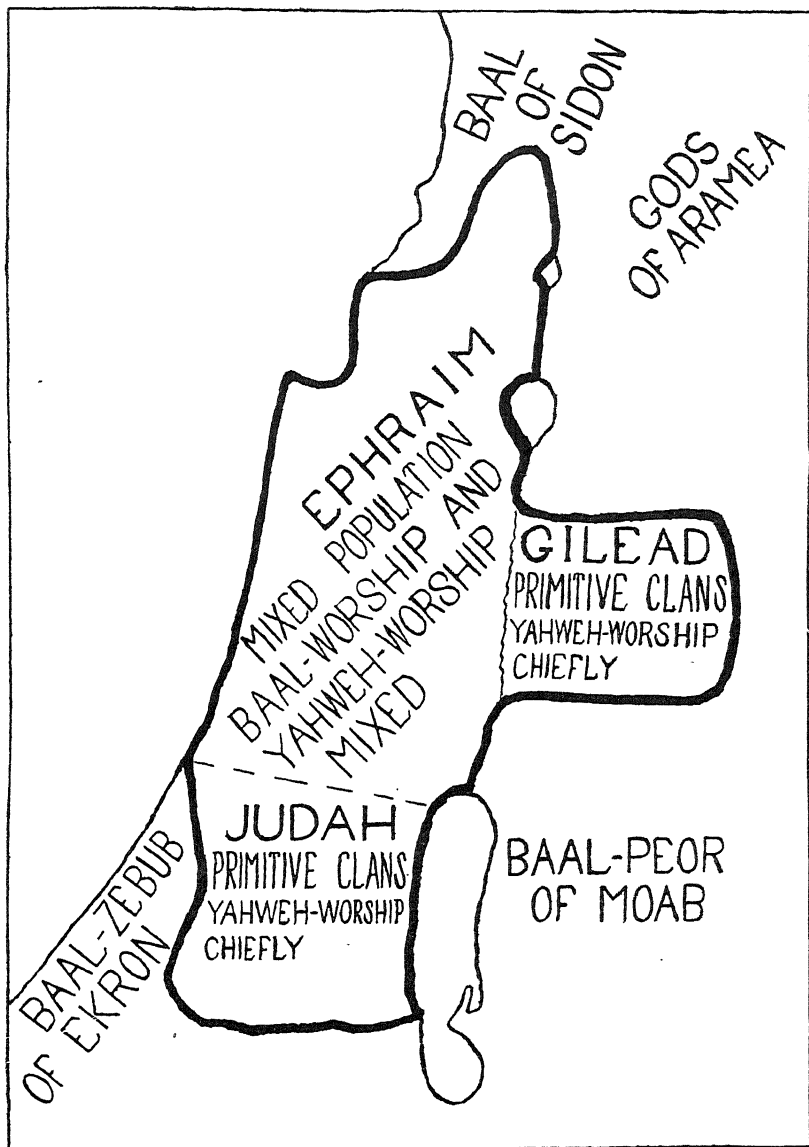 BAAL
OF
SIDON
GODS
OF ARAMEA
EPHRAIM
MIXED POPULATION
BAAL-WORSHIP AND
YAHWEH-WORSHIP
MIXED
GILEAD
PRIMITIVE CLANS
YAHWEH-WORSHIP
CHIEFLY
JUDAH
PRIMITIVE CLANS
YAHWEH-WORSHIP
CHIEFLY
BAAL-PEOR
OF MOAB
BAAL-ZEBUB
OF EKRON